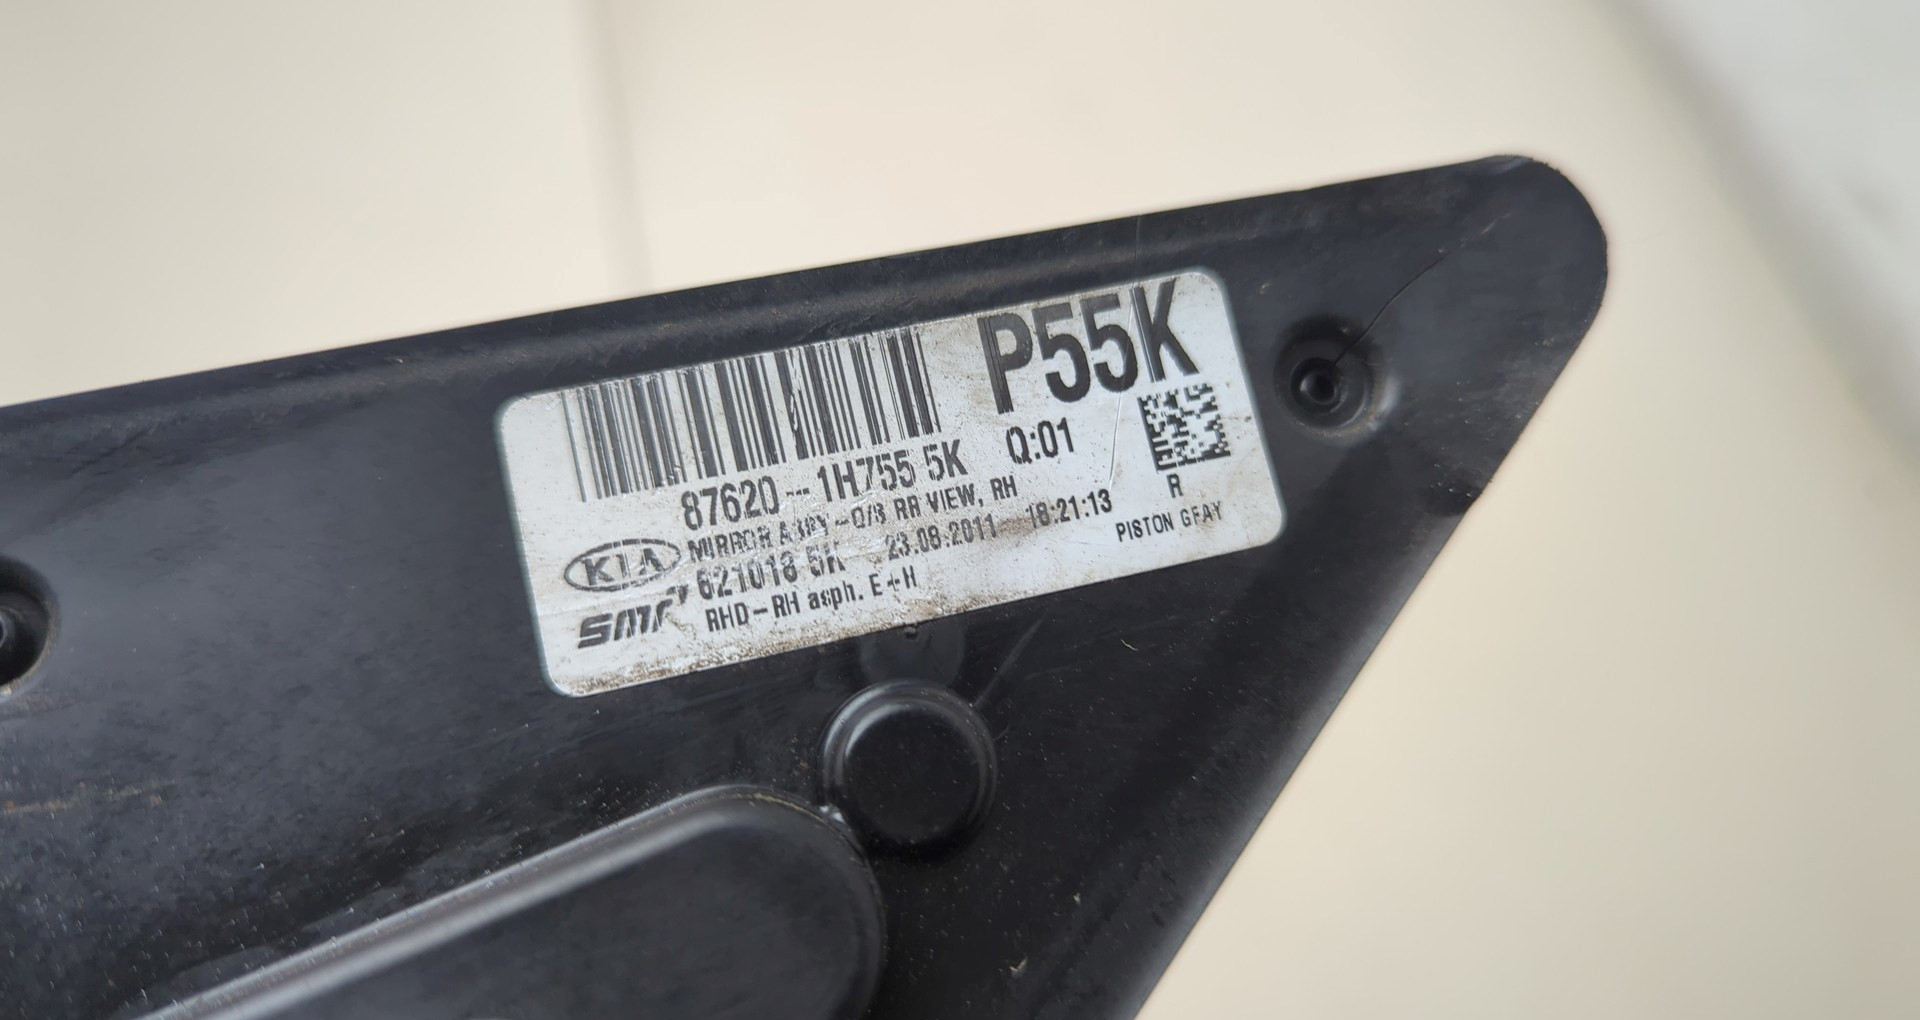 P55K
87620-1H755 5K Q:01
MIRROR ASSY-O/S RR VIEW, RH
KIA
621018 5K 23.08.2011 18:21:13
R
PISTON GRAY
SMR
RHD-RH asph. E+H